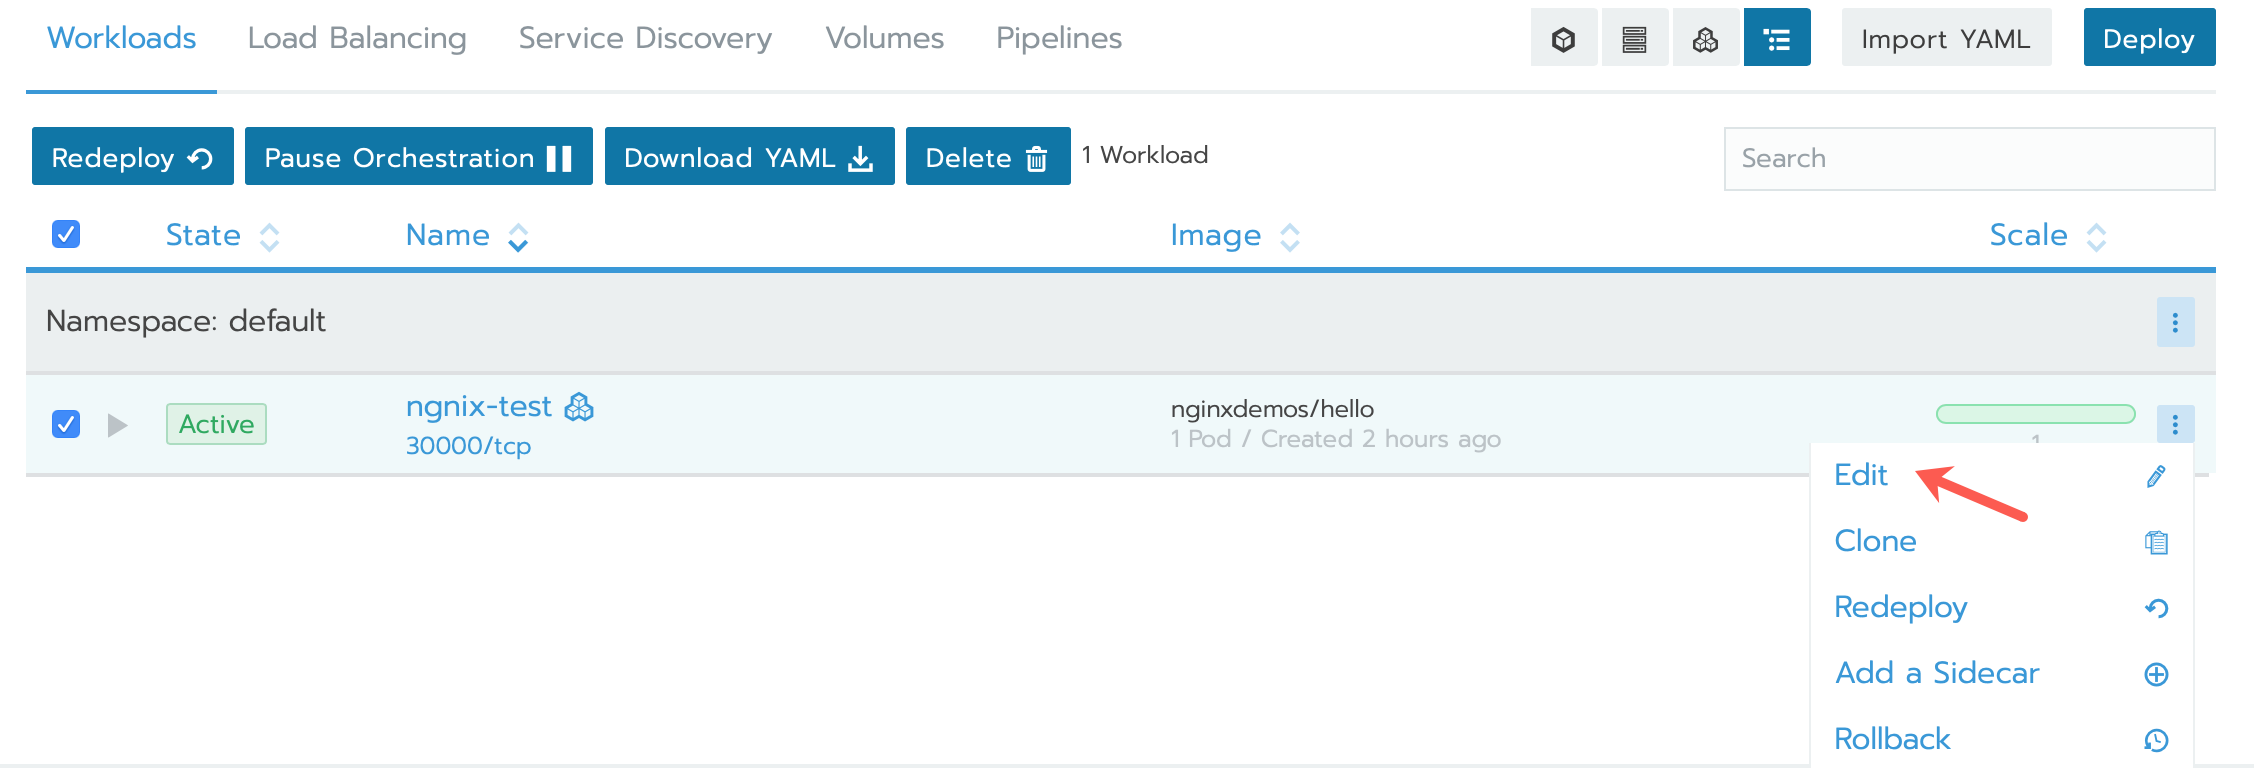 Workloads Load Balancing Service Discovery Volumes Pipelines Import YAML Deploy
Redeploy Pause Orchestration Download YAML Delete 1 Workload Search
State Name Image Scale
Namespace: default
Active ngnix-test nginxdemos/hello
30000/tcp 1 Pod / Created 2 hours ago 1
Edit
Clone
Redeploy
Add a Sidecar
Rollback